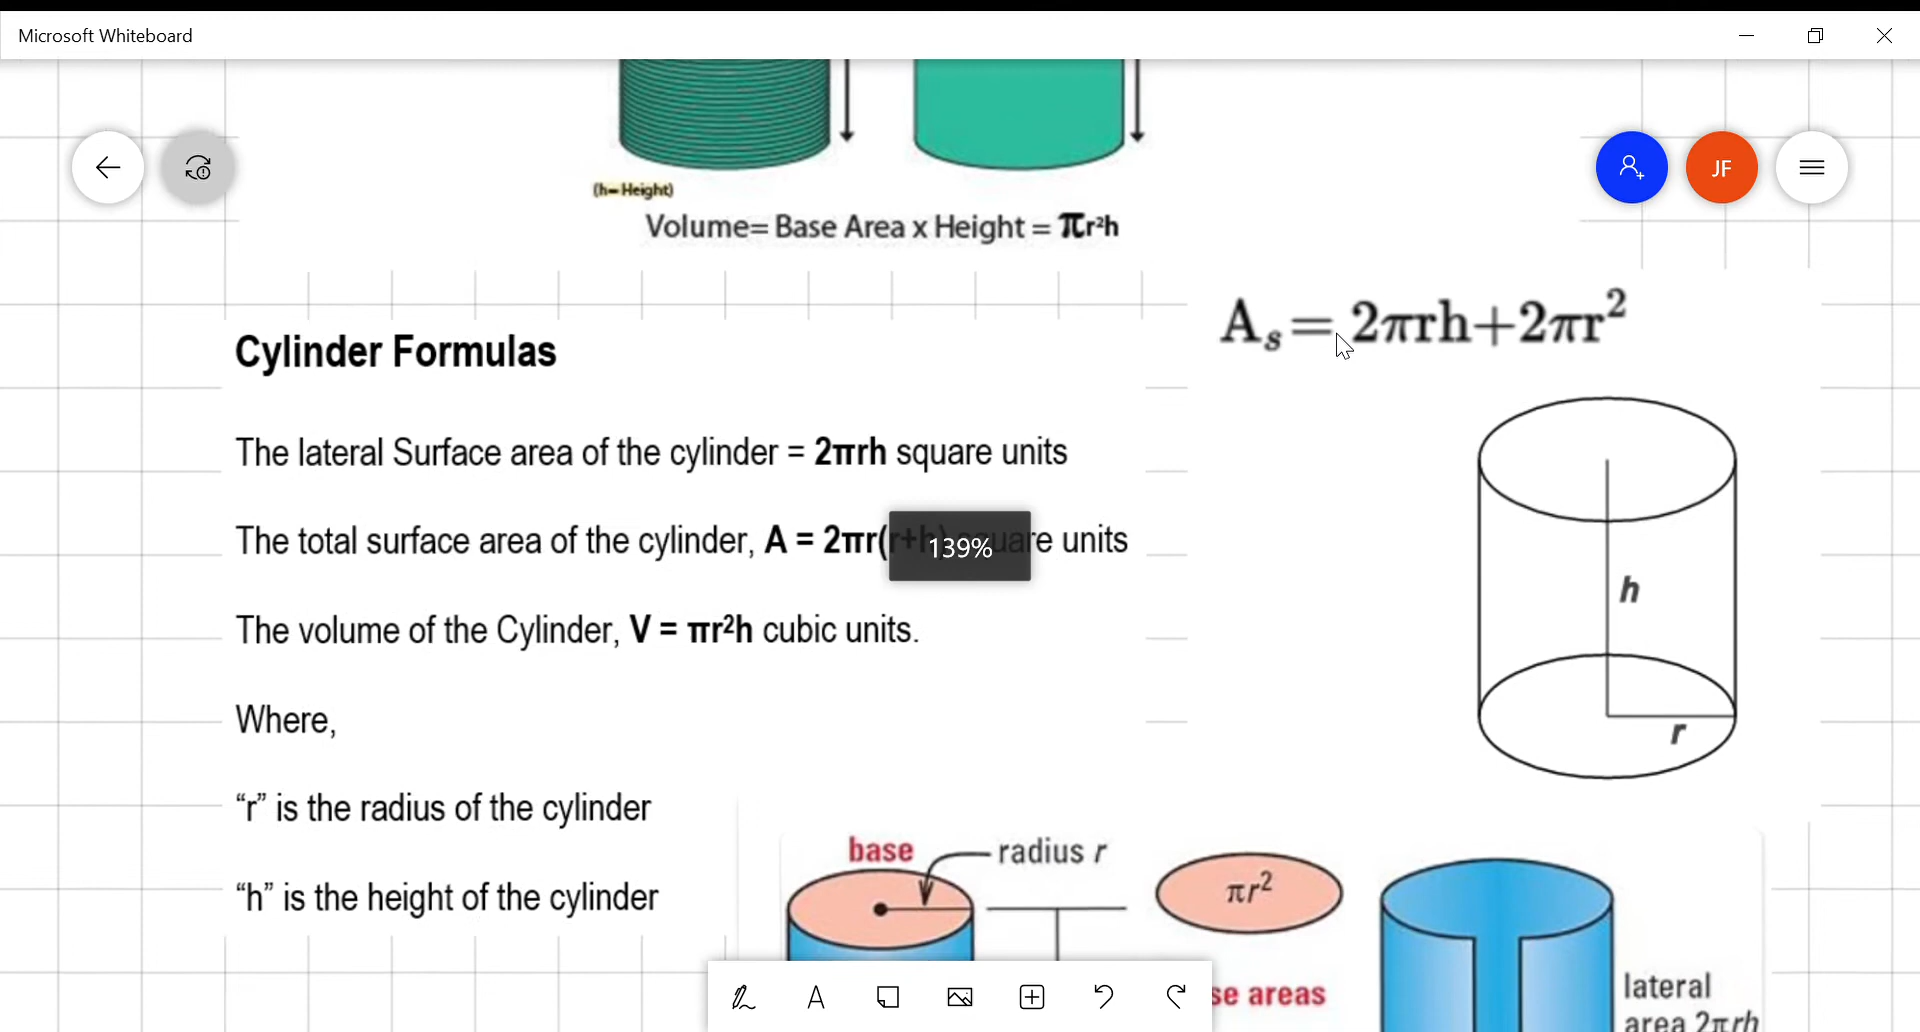 Microsoft Whiteboard
(h=Height)
Volume= Base Area x Height = πr²h
JF
A_s = 2πrh+2πr²
Cylinder Formulas
The lateral Surface area of the cylinder = 2πrh square units
The total surface area of the cylinder, A = 2πr(r+h) square units
139%
The volume of the Cylinder, V = πr²h cubic units.
Where,
"r" is the radius of the cylinder
"h" is the height of the cylinder
h
r
base
radius r
πr²
se areas
lateral
area 2πrh